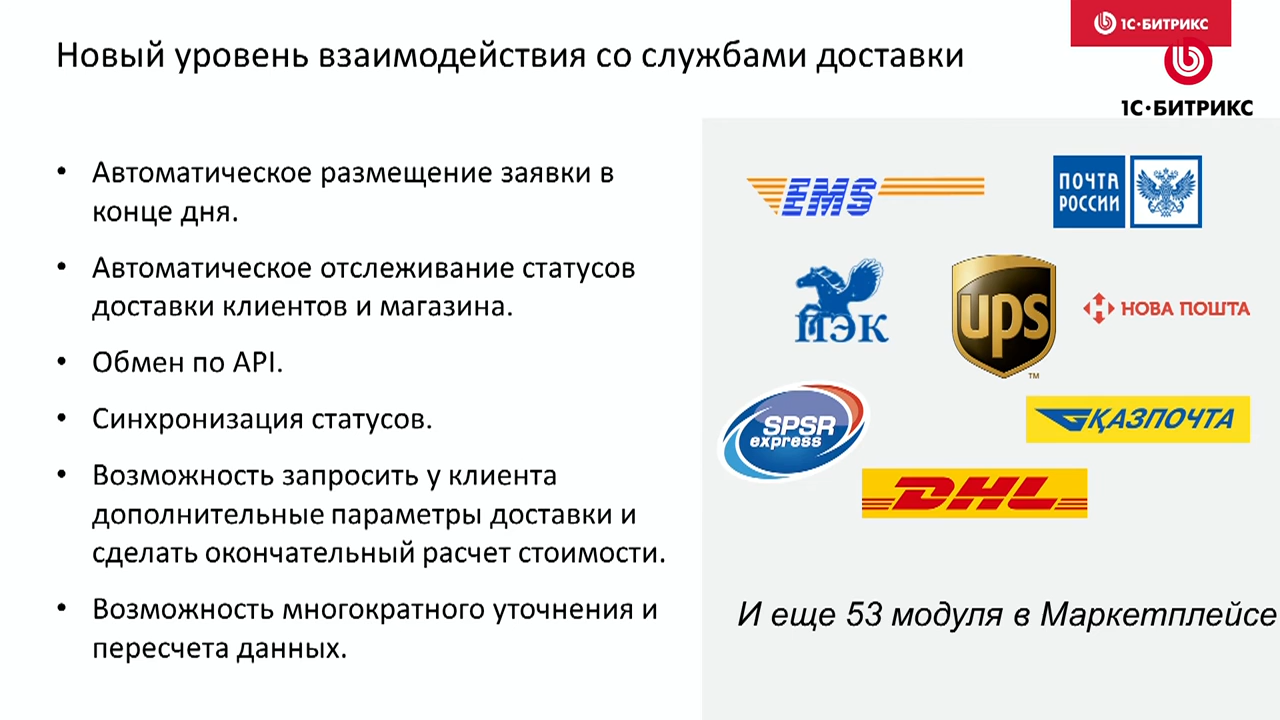 Новый уровень взаимодействия со службами доставки
1С·БИТРИКС
1С·БИТРИКС
• Автоматическое размещение заявки в
конце дня.
• Автоматическое отслеживание статусов
доставки клиентов и магазина.
• Обмен по API.
• Синхронизация статусов.
• Возможность запросить у клиента
дополнительные параметры доставки и
сделать окончательный расчет стоимости.
• Возможность многократного уточнения и
пересчета данных.
EMS
ПОЧТА
РОССИИ
ПЭК
ups
TM
НОВА ПОШТА
SPSR
express
ҚАЗПОЧТА
DHL
И еще 53 модуля в Маркетплейсе